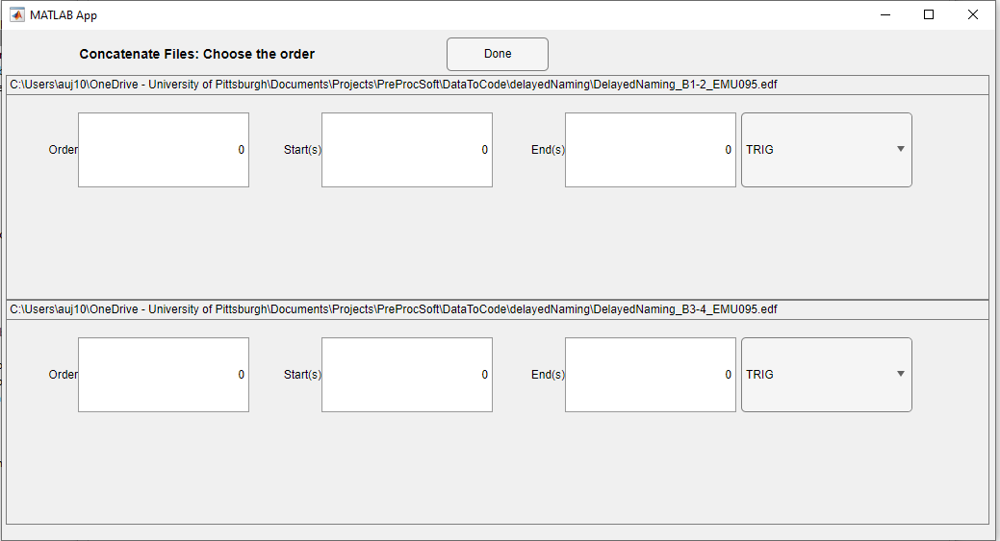 MATLAB App
Concatenate Files: Choose the order Done
C:\Users\auj10\OneDrive - University of Pittsburgh\Documents\Projects\PreProcSoft\DataToCode\delayedNaming\DelayedNaming_B1-2_EMU095.edf
Order 0 Start(s) 0 End(s) 0 TRIG
C:\Users\auj10\OneDrive - University of Pittsburgh\Documents\Projects\PreProcSoft\DataToCode\delayedNaming\DelayedNaming_B3-4_EMU095.edf
Order 0 Start(s) 0 End(s) 0 TRIG